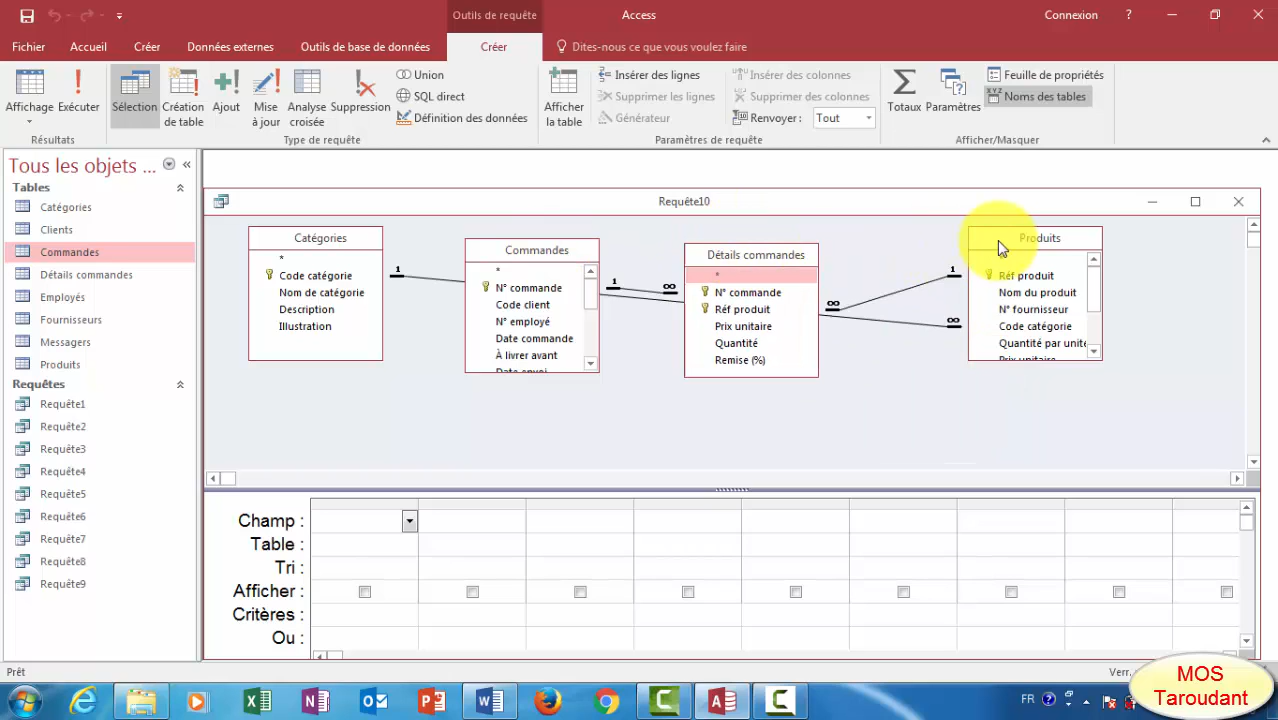 Outils de requête
Access
Connexion
?
Fichier
Accueil
Créer
Données externes
Outils de base de données
Créer
Dites-nous ce que vous voulez faire
Affichage
Exécuter
Résultats
Sélection
Création de table
Ajout
Mise à jour
Analyse croisée
Suppression
Union
SQL direct
Définition des données
Type de requête
Afficher la table
Insérer des lignes
Supprimer les lignes
Générateur
Insérer des colonnes
Supprimer des colonnes
Renvoyer :
Tout
Paramètres de requête
Totaux
Paramètres
Feuille de propriétés
XYZ
Noms des tables
Afficher/Masquer
Tous les objets ...
Tables
Catégories
Clients
Commandes
Détails commandes
Employés
Fournisseurs
Messagers
Produits
Requêtes
Requête1
Requête2
Requête3
Requête4
Requête5
Requête6
Requête7
Requête8
Requête9
Requête10
Catégories
*
Code catégorie
Nom de catégorie
Description
Illustration
1
Commandes
*
N° commande
Code client
N° employé
Date commande
À livrer avant
Date envoi
1
∞
Détails commandes
*
N° commande
Réf produit
Prix unitaire
Quantité
Remise (%)
∞
1
∞
Produits
Réf produit
Nom du produit
N° fournisseur
Code catégorie
Quantité par unité
Prix unitaire
Champ :
Table :
Tri :
Afficher :
Critères :
Ou :
Prêt
Verr.
FR
MOS
Taroudant